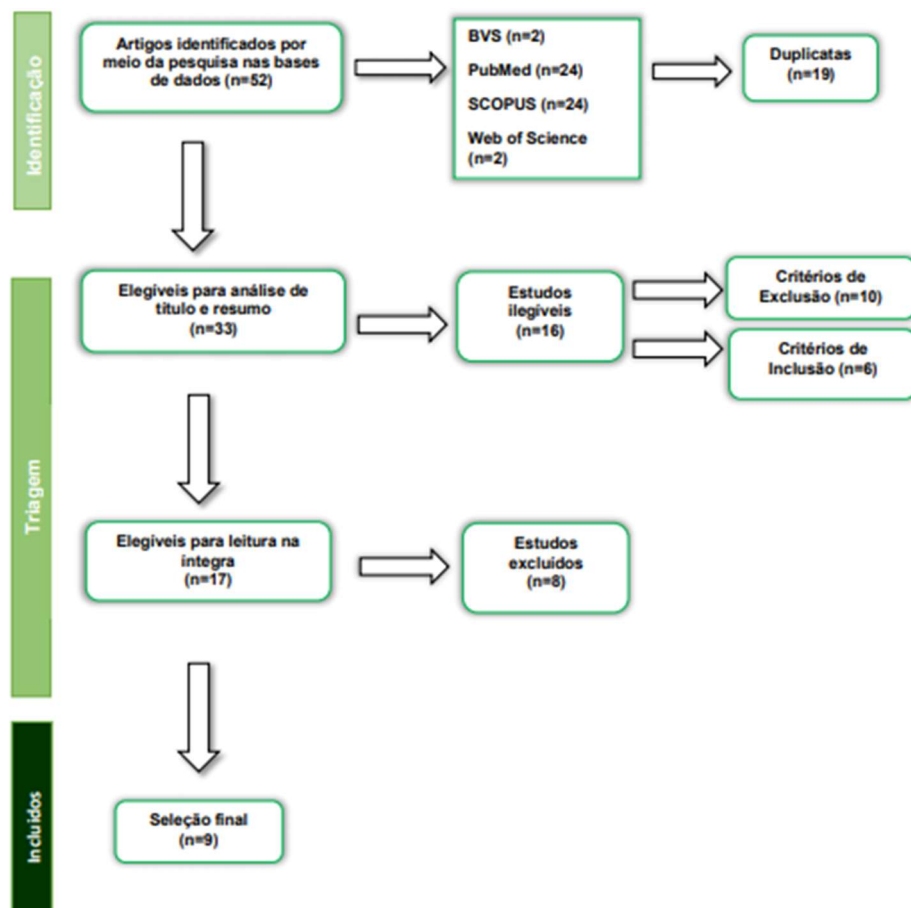 Identificação
Artigos identificados por
meio da pesquisa nas bases
de dados (n=52)
BVS (n=2)
PubMed (n=24)
SCOPUS (n=24)
Web of Science
(n=2)
Duplicatas
(n=19)
Triagem
Elegíveis para análise de
título e resumo
(n=33)
Estudos
ilegíveis
(n=16)
Critérios de
Exclusão (n=10)
Critérios de
Inclusão (n=6)
Elegíveis para leitura na
íntegra
(n=17)
Estudos
excluídos
(n=8)
Incluídos
Seleção final
(n=9)